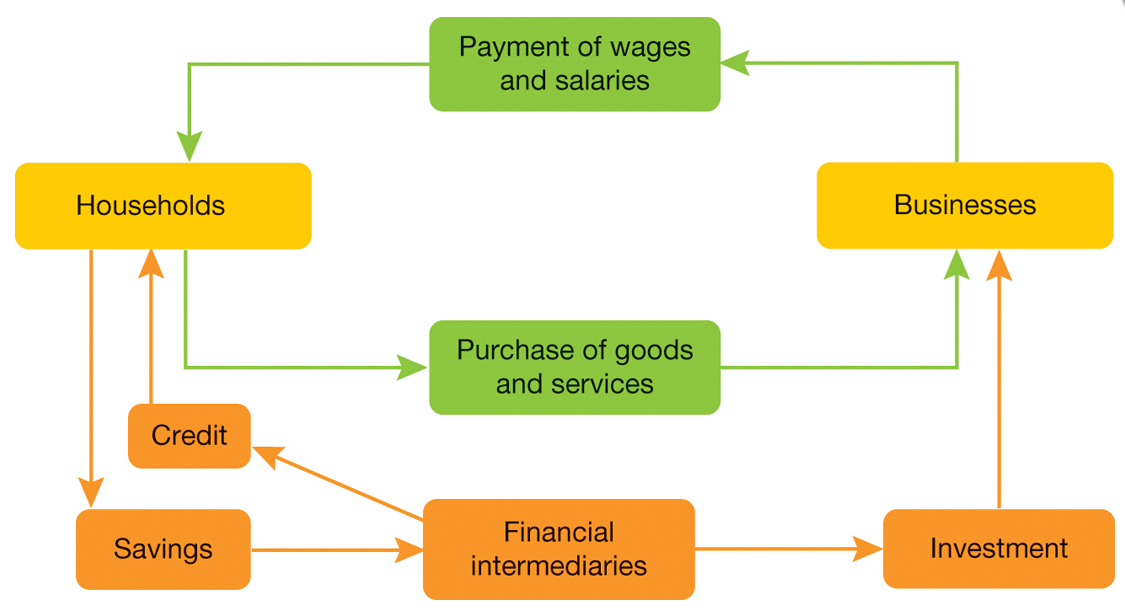 Payment of wages
and salaries
Households
Businesses
Purchase of goods
and services
Credit
Savings
Financial
intermediaries
Investment